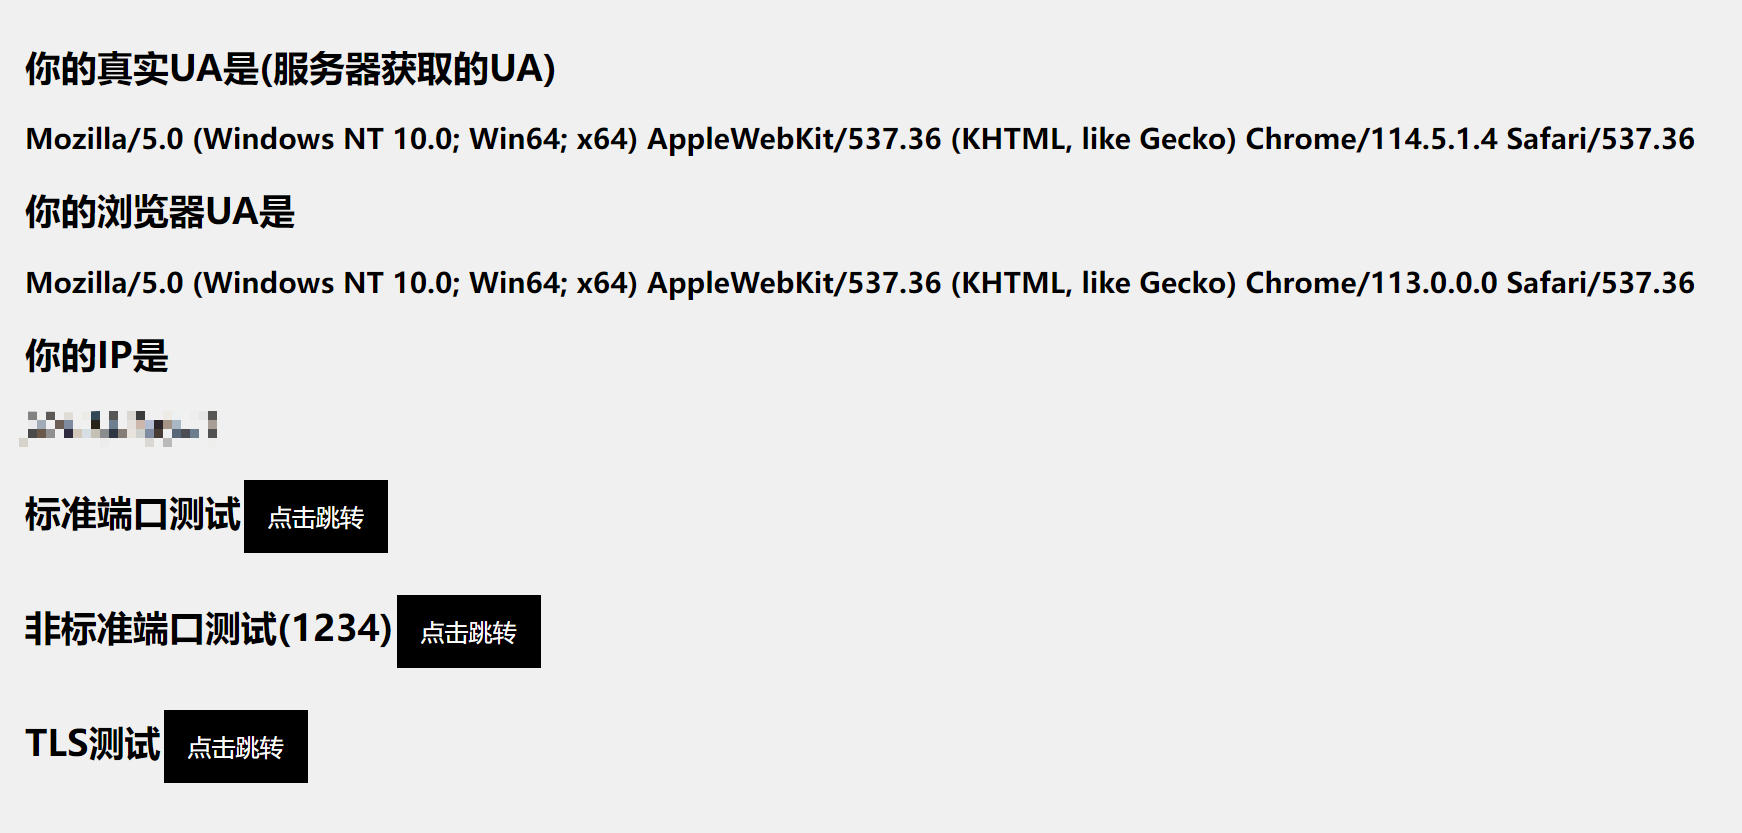 你的真实UA是(服务器获取的UA)
Mozilla/5.0 (Windows NT 10.0; Win64; x64) AppleWebKit/537.36 (KHTML, like Gecko) Chrome/114.5.1.4 Safari/537.36
你的浏览器UA是
Mozilla/5.0 (Windows NT 10.0; Win64; x64) AppleWebKit/537.36 (KHTML, like Gecko) Chrome/113.0.0.0 Safari/537.36
你的IP是
标准端口测试 点击跳转
非标准端口测试(1234) 点击跳转
TLS测试 点击跳转